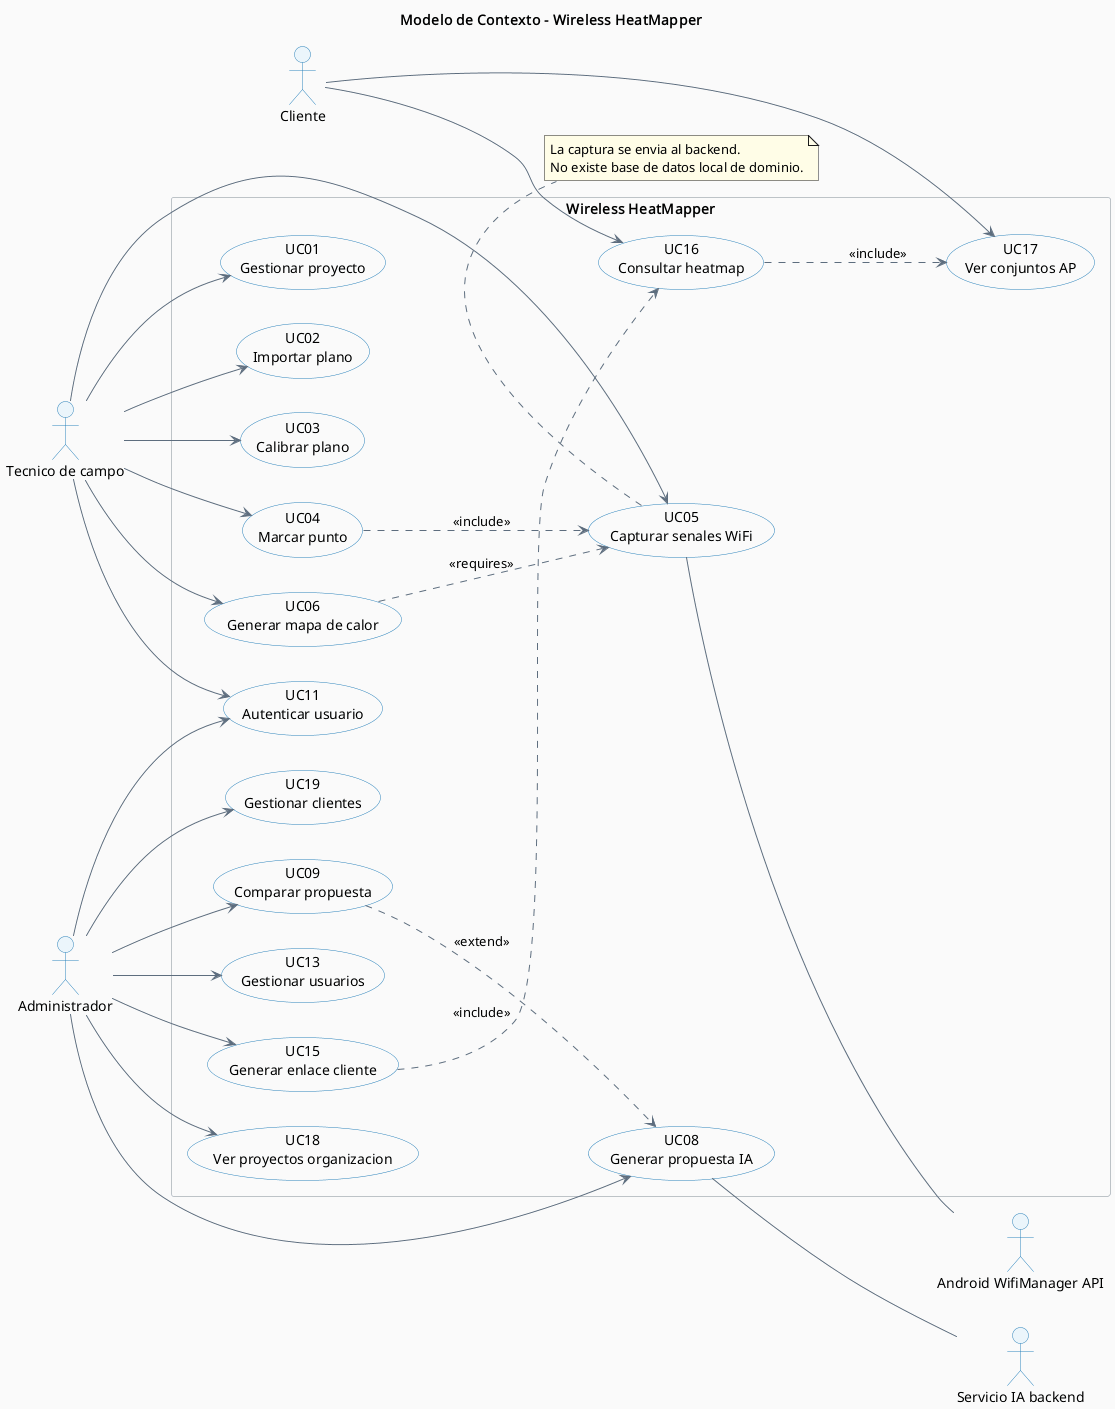 Modelo de Contexto - Wireless HeatMapper
Cliente
La captura se envia al backend.
No existe base de datos local de dominio.
Wireless HeatMapper
UC01
Gestionar proyecto
UC16
Consultar heatmap
«include»
UC17
Ver conjuntos AP
UC02
Importar plano
UC03
Calibrar plano
Tecnico de campo
UC04
Marcar punto
«include»
UC05
Capturar senales WiFi
«requires»
UC06
Generar mapa de calor
UC11
Autenticar usuario
UC19
Gestionar clientes
UC09
Comparar propuesta
«extend»
UC13
Gestionar usuarios
Administrador
«include»
UC15
Generar enlace cliente
UC18
Ver proyectos organizacion
UC08
Generar propuesta IA
Android WifiManager API
Servicio IA backend